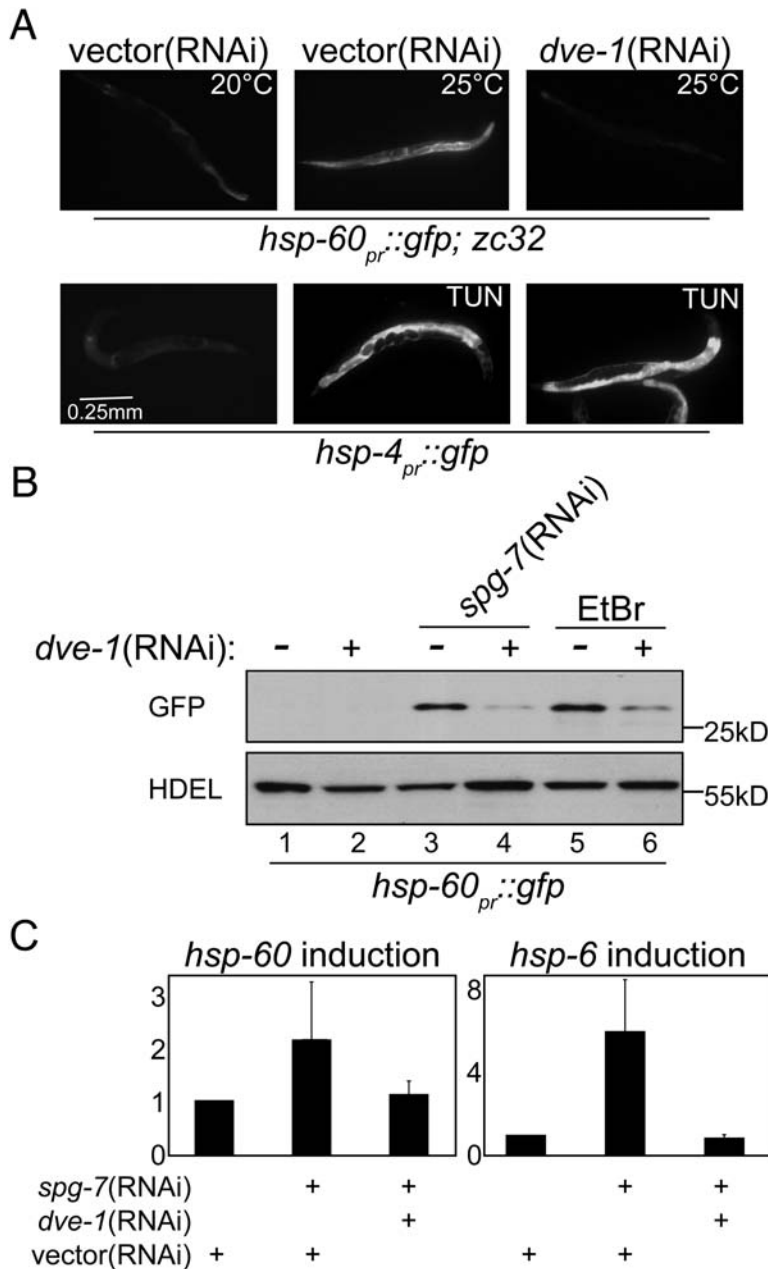 A
vector(RNAi) vector(RNAi) dve-1(RNAi)
20°C 25°C 25°C
hsp-60pr::gfp; zc32
TUN TUN
0.25mm
hsp-4pr::gfp
B
spg-7(RNAi)
EtBr
dve-1(RNAi): - + - + - +
GFP
25kD
HDEL
55kD
1 2 3 4 5 6
hsp-60pr::gfp
C
hsp-60 induction hsp-6 induction
3 8
2
4
1
0 0
spg-7(RNAi) + + + +
dve-1(RNAi) + +
vector(RNAi) + + + +